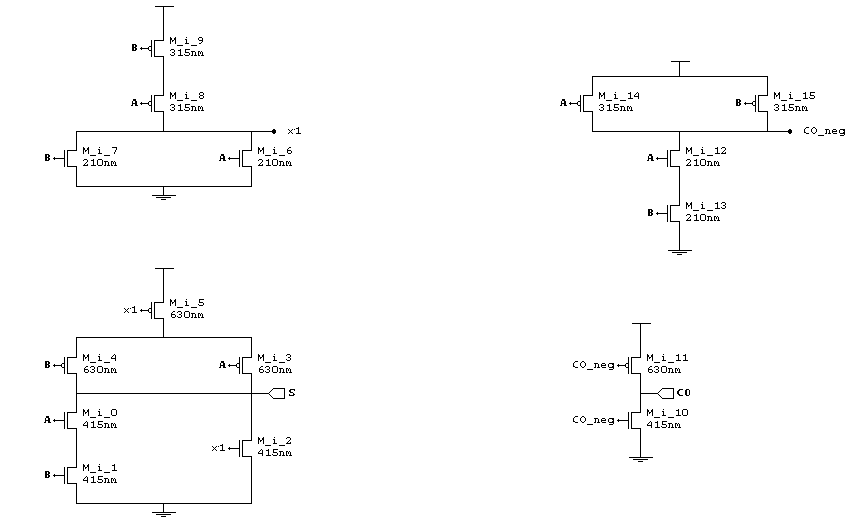 M_i_9
B
315nm
M_i_8
A
315nm
x1
M_i_7
B
210nm
M_i_6
A
210nm
M_i_14
A
315nm
M_i_15
B
315nm
CO_neg
M_i_12
A
210nm
M_i_13
B
210nm
M_i_5
x1
630nm
M_i_4
B
630nm
M_i_3
A
630nm
S
M_i_0
A
415nm
M_i_2
x1
415nm
M_i_1
B
415nm
M_i_11
CO_neg
630nm
CO
M_i_10
CO_neg
415nm